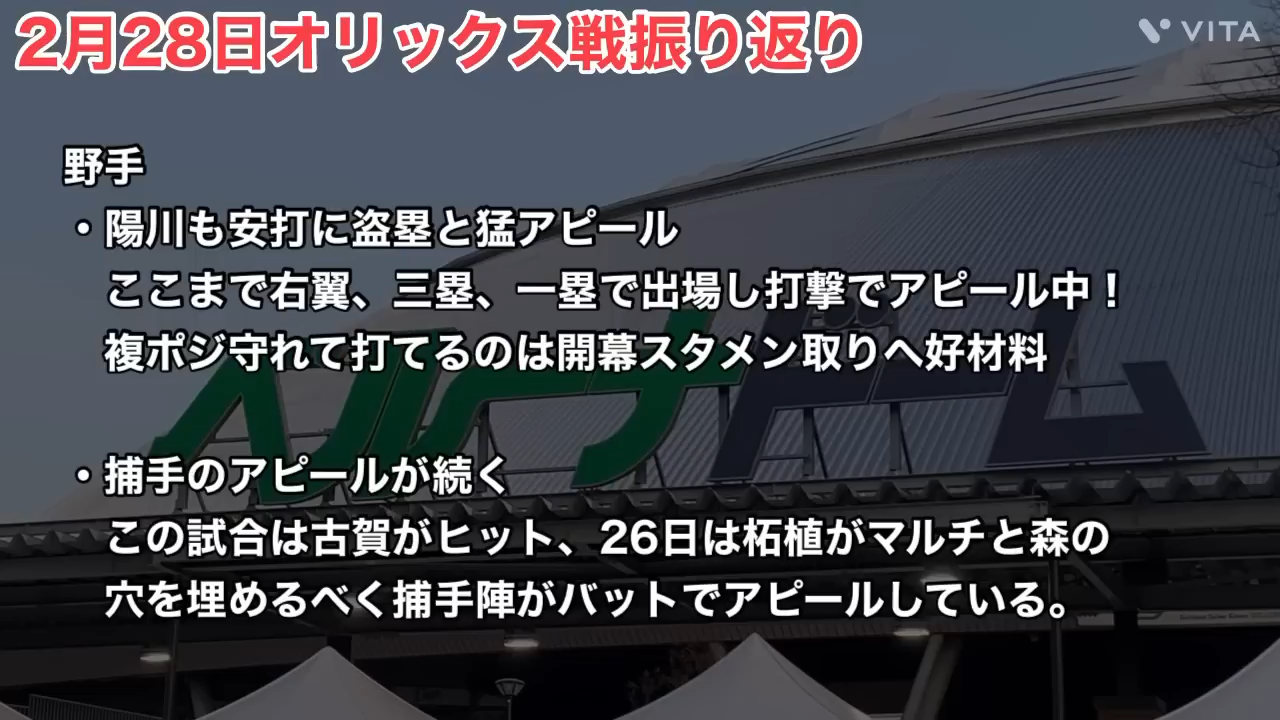 2月28日オリックス戦振り返り
VITA
野手
・陽川も安打に盗塁と猛アピール
ここまで右翼、三塁、一塁で出場し打撃でアピール中！
複ポジ守れて打てるのは開幕スタメン取りへ好材料
ベルーナドーム
・捕手のアピールが続く
この試合は古賀がヒット、26日は柘植がマルチと森の
穴を埋めるべく捕手陣がバットでアピールしている。